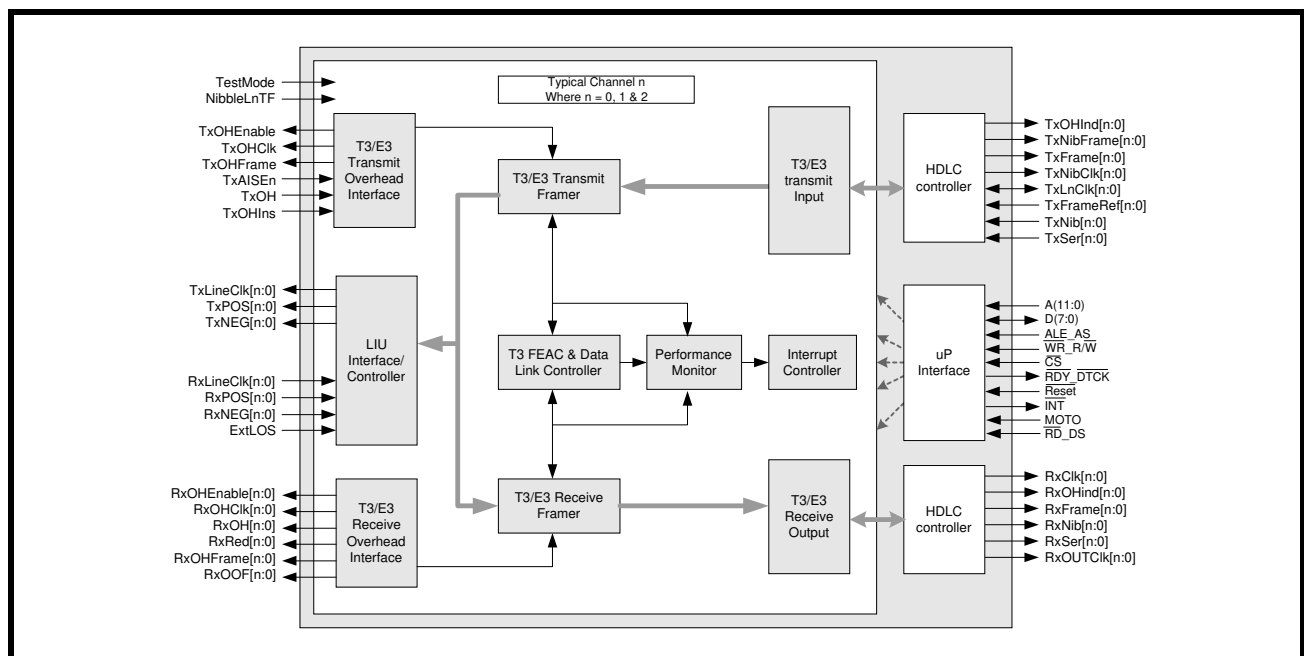 TestMode
NibbleLnTF
Typical Channel n
Where n = 0, 1 & 2
TxOHEnable
TxOHClk
TxOHFrame
TxAISEn
TxOH
TxOHIns
T3/E3
Transmit
Overhead
Interface
T3/E3 Transmit
Framer
T3/E3
transmit
Input
HDLC
controller
TxOHInd[n:0]
TxNibFrame[n:0]
TxFrame[n:0]
TxNibClk[n:0]
TxLnClk[n:0]
TxFrameRef[n:0]
TxNib[n:0]
TxSer[n:0]
TxLineClk[n:0]
TxPOS[n:0]
TxNEG[n:0]
RxLineClk[n:0]
RxPOS[n:0]
RxNEG[n:0]
ExtLOS
LIU
Interface/
Controller
T3 FEAC & Data
Link Controller
Performance
Monitor
Interrupt
Controller
uP
Interface
A(11:0)
D(7:0)
ALE_AS
WR_R/W
CS
RDY_DTCK
Reset
INT
MOTO
RD_DS
RxOHEnable[n:0]
RxOHClk[n:0]
RxOH[n:0]
RxRed[n:0]
RxOHFrame[n:0]
RxOOF[n:0]
T3/E3
Receive
Overhead
Interface
T3/E3 Receive
Framer
T3/E3
Receive
Output
HDLC
controller
RxClk[n:0]
RxOHind[n:0]
RxFrame[n:0]
RxNib[n:0]
RxSer[n:0]
RxOUTClk[n:0]